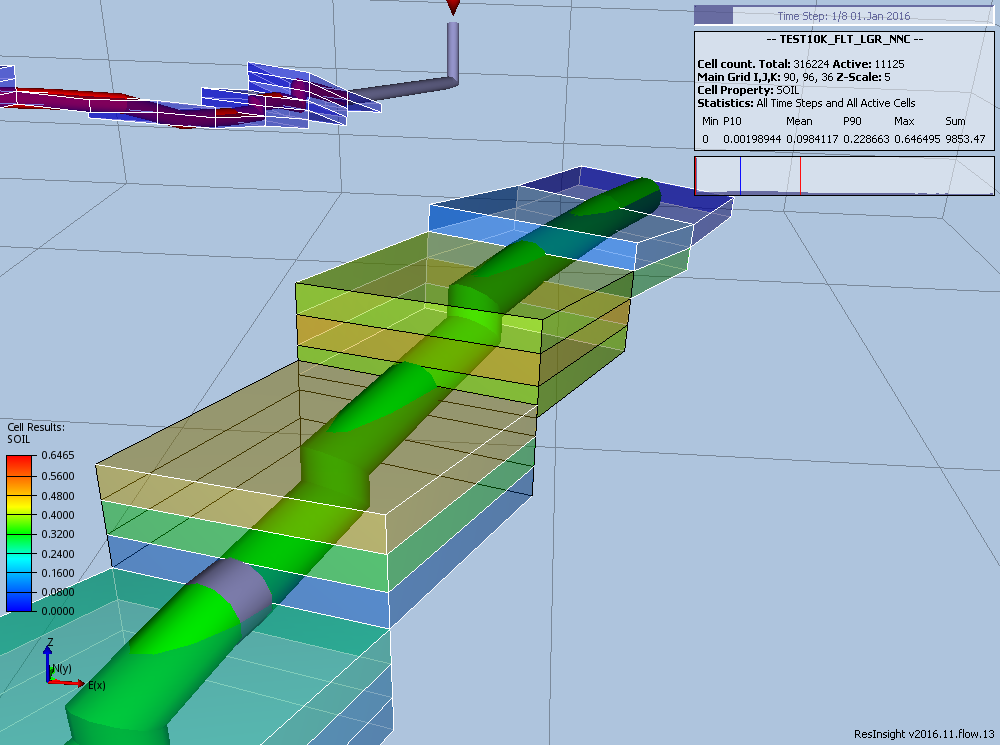 Time Step: 1/8 01.Jan 2016
-- TEST10K_FLT_LGR_NNC --
Cell count. Total: 316224 Active: 11125
Main Grid I,J,K: 90, 96, 36 Z-Scale: 5
Cell Property: SOIL
Statistics: All Time Steps and All Active Cells
Min P10 Mean P90 Max Sum
0 0.00198944 0.0984117 0.228663 0.646495 9853.47
Cell Results:
SOIL
0.6465
0.5600
0.4800
0.4000
0.3200
0.2400
0.1600
0.0800
0.0000
Z
N(y)
E(x)
ResInsight v2016.11.flow.13